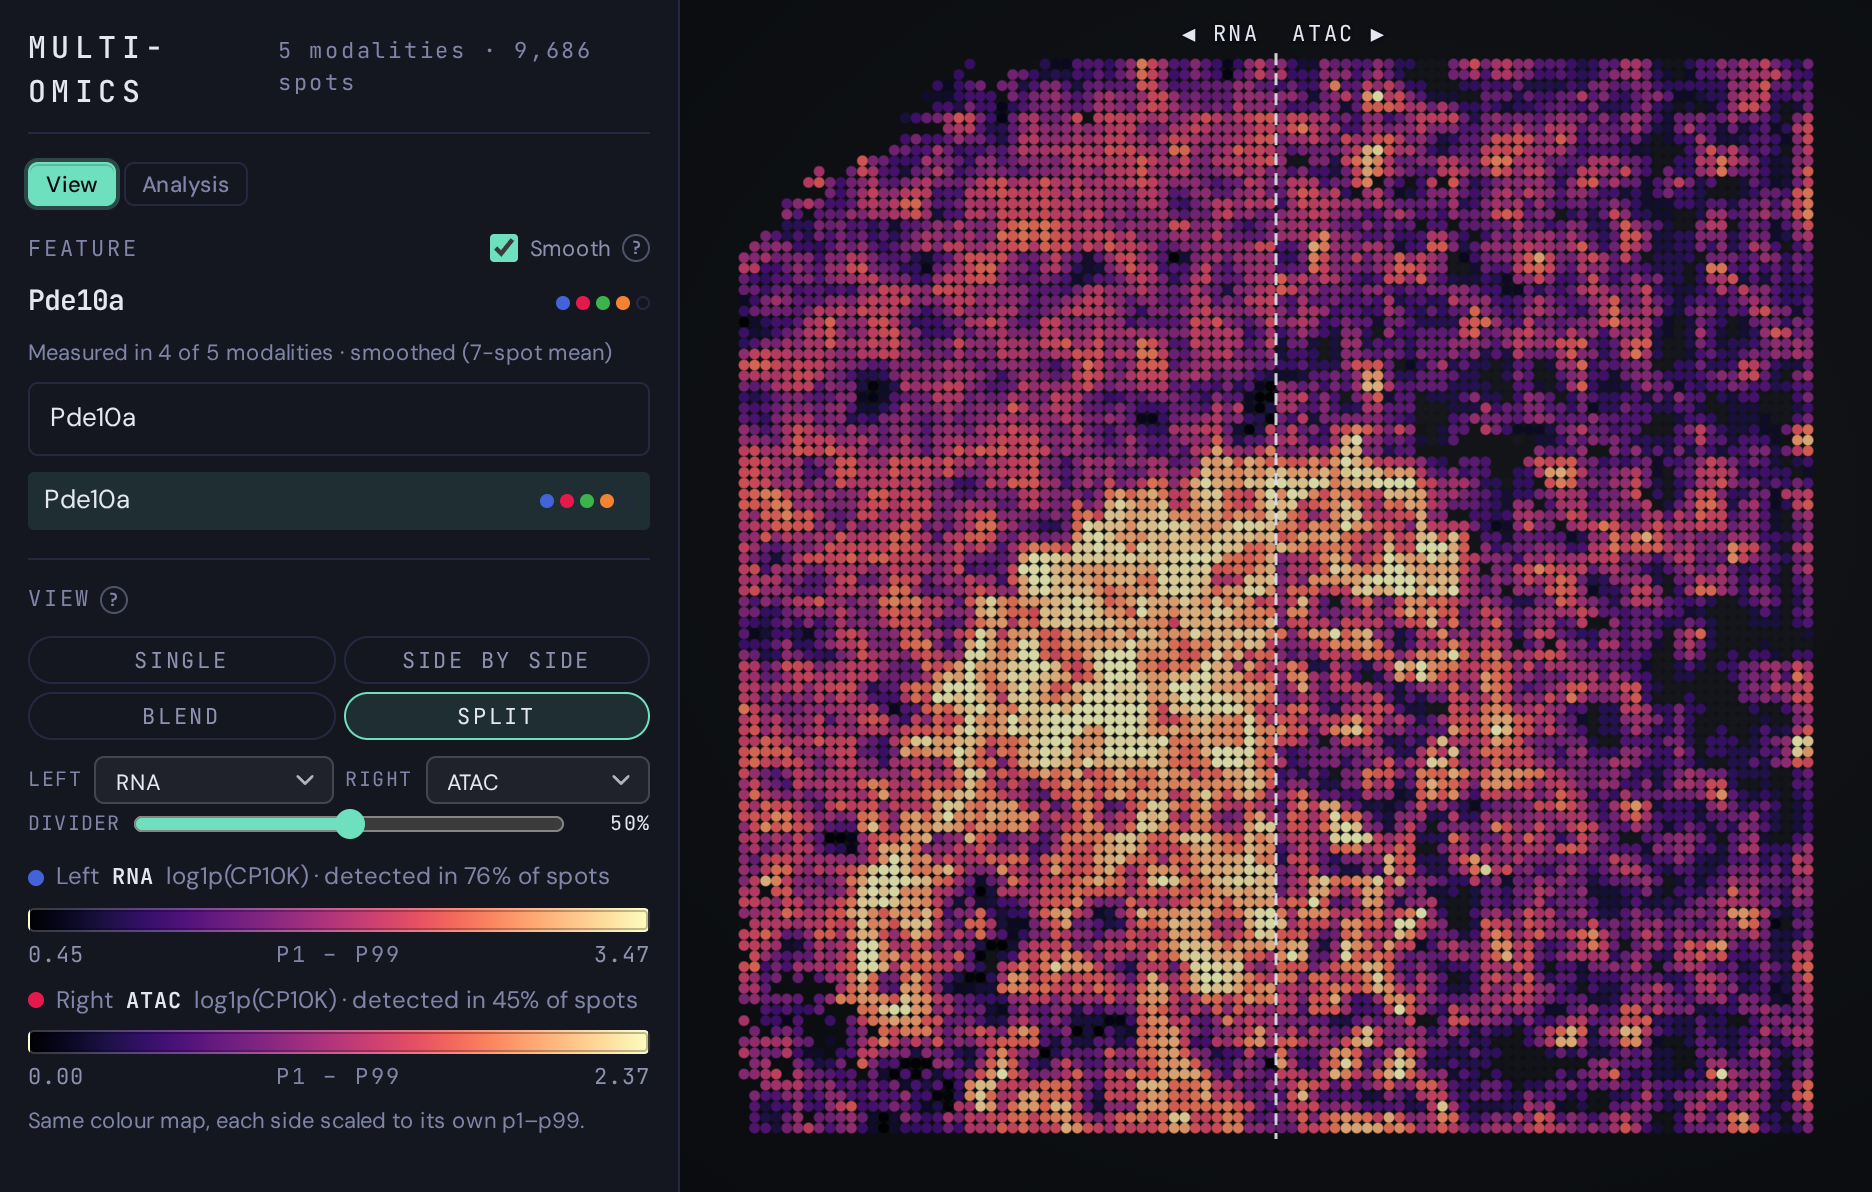 MULTI-
OMICS
5 modalities · 9,686
spots
View
Analysis
FEATURE
Smooth
?
Pde10a
Measured in 4 of 5 modalities · smoothed (7-spot mean)
Pde10a
Pde10a
VIEW
?
SINGLE
SIDE BY SIDE
BLEND
SPLIT
LEFT
RNA
RIGHT
ATAC
DIVIDER
50%
Left RNA log1p(CP10K) · detected in 76% of spots
0.45
P1 – P99
3.47
Right ATAC log1p(CP10K) · detected in 45% of spots
0.00
P1 – P99
2.37
Same colour map, each side scaled to its own p1–p99.
◀ RNA
ATAC ▶